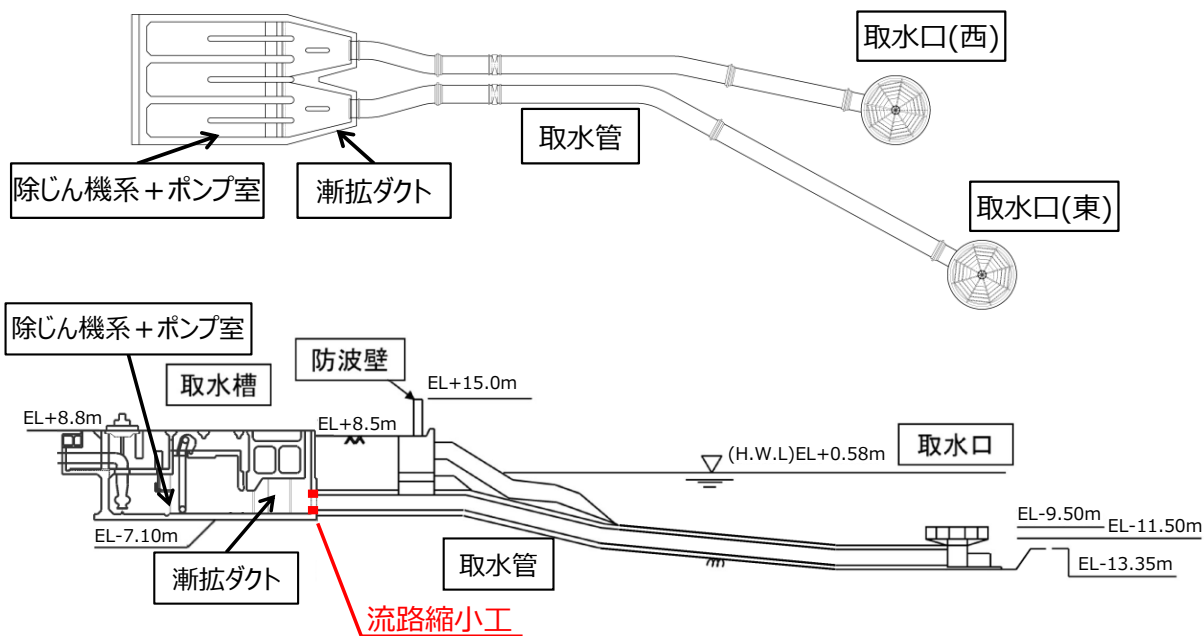 取水口(西)
取水管
除じん機系＋ポンプ室
漸拡ダクト
取水口(東)
除じん機系＋ポンプ室
防波壁
取水槽
EL+15.0m
EL+8.8m
EL+8.5m
(H.W.L)EL+0.58m
取水口
EL-9.50m
EL-11.50m
EL-7.10m
EL-13.35m
漸拡ダクト
取水管
流路縮小工